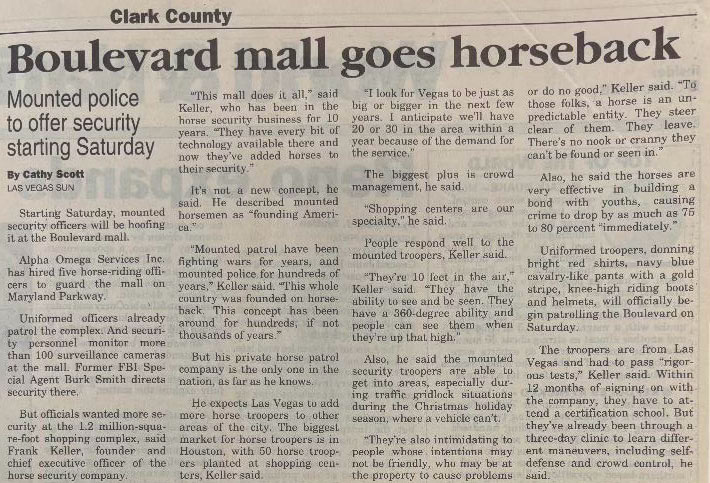 Clark County
Boulevard mall goes horseback
Mounted police
to offer security
starting Saturday
By Cathy Scott
LAS VEGAS SUN
Starting Saturday, mounted
security officers will be hoofing
it at the Boulevard mall.
Alpha Omega Services Inc.
has hired five horse-riding offi-
cers to guard the mall on
Maryland Parkway.
Uniformed officers already
patrol the complex. And securi-
ty personnel monitor more
than 100 surveillance cameras
at the mall. Former FBI Spe-
cial Agent Burk Smith directs
security there.
But officials wanted more se-
curity at the 1.2 million-squa-
re-foot shopping complex, said
Frank Keller, founder and
chief executive officer of the
horse security company.
"This mall does it all," said
Keller, who has been in the
horse security business for 10
years. "They have every bit of
technology available there and
now they've added horses to
their security."
It's not a new concept, he
said. He described mounted
horsemen as "founding Ameri-
ca."
"Mounted patrol have been
fighting wars for years, and
mounted police for hundreds of
years," Keller said. "This whole
country was founded on horse-
back. This concept has been
around for hundreds, if not
thousands of years."
But his private horse patrol
company is the only one in the
nation, as far as he knows.
He expects Las Vegas to add
more horse troopers to other
areas of the city. The biggest
market for horse troopers is in
Houston, with 50 horse troop-
ers planted at shopping cen-
ters, Keller said.
"I look for Vegas to be just as
big or bigger in the next few
years. I anticipate we'll have
20 or 30 in the area within a
year because of the demand for
the service."
The biggest plus is crowd
management, he said.
"Shopping centers are our
specialty," he said.
People respond well to the
mounted troopers, Keller said.
"They're 10 feet in the air,"
Keller said. "They have the
ability to see and be seen. They
have a 360-degree ability and
people can see them when
they're up that high."
Also, he said the mounted
security troopers are able to
get into areas, especially dur-
ing traffic gridlock situations
during the Christmas holiday
season, where a vehicle can't.
"They're also intimidating to
people whose intentions may
not be friendly, who may be at
the property to cause problems
or do no good," Keller said. "To
those folks, a horse is an un-
predictable entity. They steer
clear of them. They leave.
There's no nook or cranny they
can't be found or seen in."
Also, he said the horses are
very effective in building a
bond with youths, causing
crime to drop by as much as 75
to 80 percent "immediately."
Uniformed troopers, donning
bright red shirts, navy blue
cavalry-like pants with a gold
stripe, knee-high riding boots
and helmets, will officially be-
gin patrolling the Boulevard on
Saturday.
The troopers are from Las
Vegas and had to pass "rigor-
ous tests," Keller said. Within
12 months of signing on with
the company, they have to at-
tend a certification school. But
they've already been through a
three-day clinic to learn differ-
ent maneuvers, including self-
defense and crowd control, he
said.